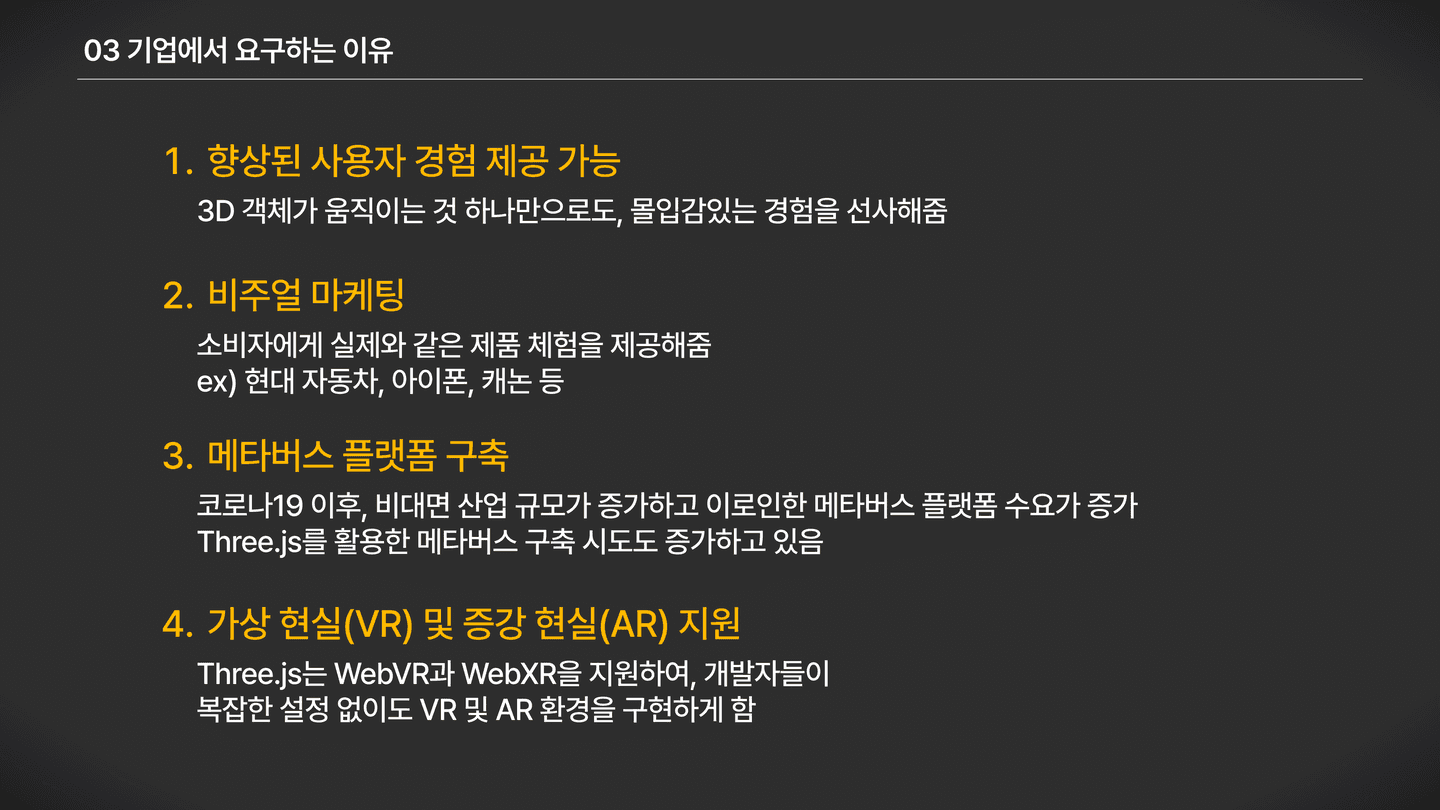 03 기업에서 요구하는 이유
1. 향상된 사용자 경험 제공 가능
3D 객체가 움직이는 것 하나만으로도, 몰입감있는 경험을 선사해줌
2. 비주얼 마케팅
소비자에게 실제와 같은 제품 체험을 제공해줌
ex) 현대 자동차, 아이폰, 캐논 등
3. 메타버스 플랫폼 구축
코로나19 이후, 비대면 산업 규모가 증가하고 이로인한 메타버스 플랫폼 수요가 증가
Three.js를 활용한 메타버스 구축 시도도 증가하고 있음
4. 가상 현실(VR) 및 증강 현실(AR) 지원
Three.js는 WebVR과 WebXR을 지원하여, 개발자들이
복잡한 설정 없이도 VR 및 AR 환경을 구현하게 함